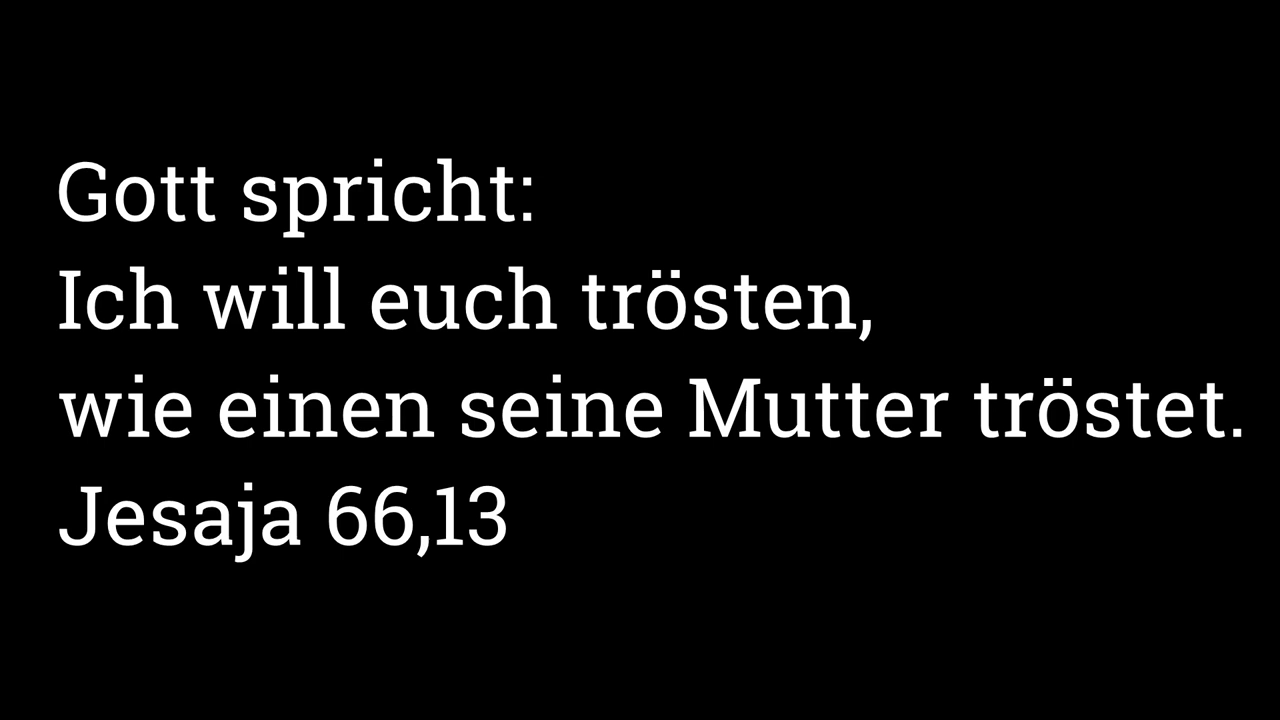 Gott spricht:
Ich will euch trösten,
wie einen seine Mutter tröstet.
Jesaja 66,13